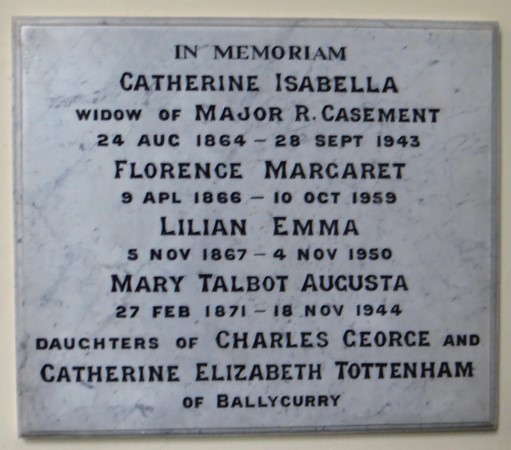 IN MEMORIAM
CATHERINE ISABELLA
WIDOW OF MAJOR R. CASEMENT
24 AUG 1864 – 28 SEPT 1943
FLORENCE MARGARET
9 APL 1866 – 10 OCT 1959
LILIAN EMMA
5 NOV 1867 – 4 NOV 1950
MARY TALBOT AUGUSTA
27 FEB 1871 – 18 NOV 1944
DAUGHTERS OF CHARLES GEORGE AND
CATHERINE ELIZABETH TOTTENHAM
OF BALLYCURRY